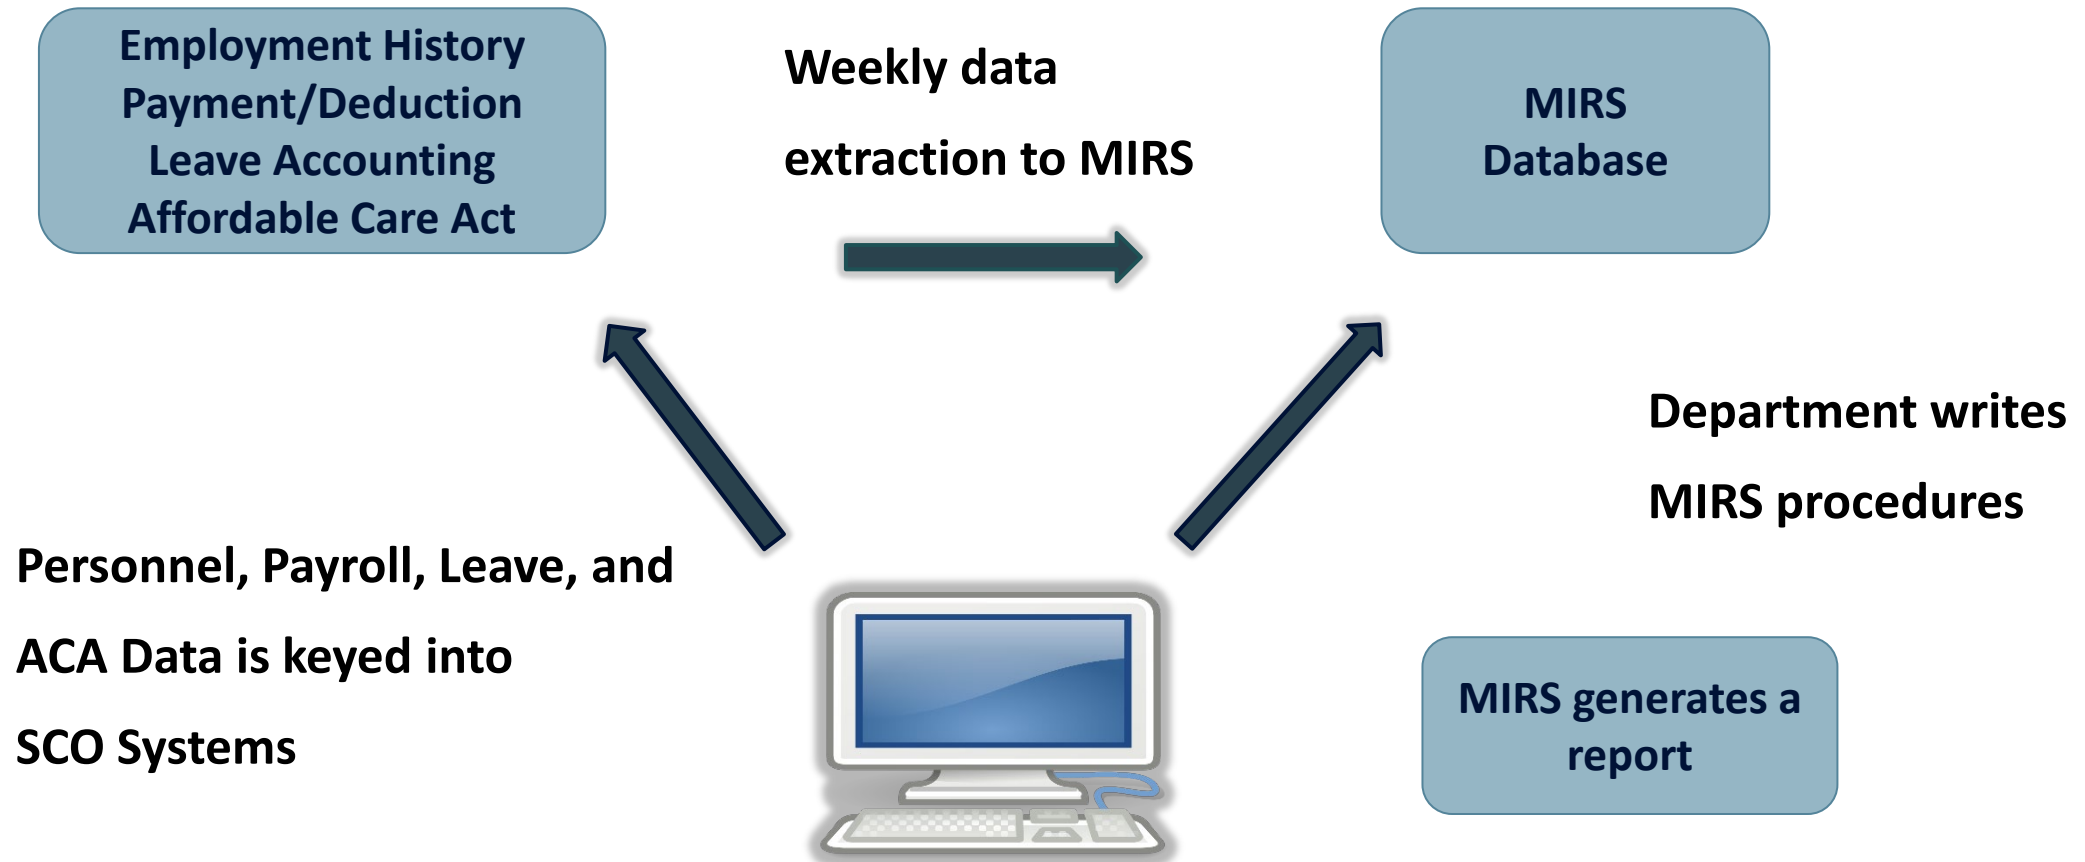 Employment History
Payment/Deduction
Leave Accounting
Affordable Care Act
Weekly data
extraction to MIRS
MIRS
Database
Department writes
MIRS procedures
Personnel, Payroll, Leave, and
ACA Data is keyed into
SCO Systems
MIRS generates a
report